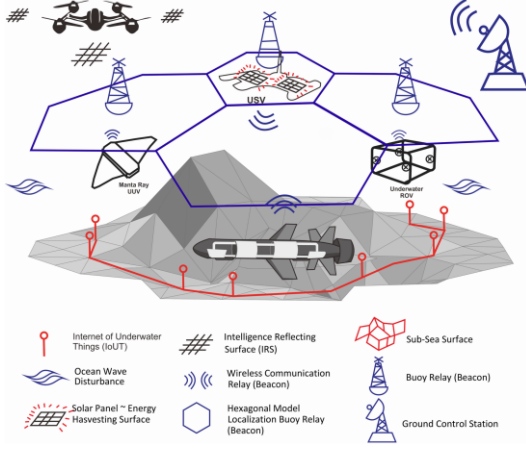 USV
Manta Ray
UUV
Underwater
ROV
Internet of Underwater
Things (IoUT)
Intelligence Reflecting
Surface (IRS)
Sub-Sea Surface
Ocean Wave
Disturbance
Wireless Communication
Relay (Beacon)
Buoy Relay (Beacon)
Solar Panel ~ Energy
Hasvesting Surface
Hexagonal Model
Localization Buoy Relay
(Beacon)
Ground Control Station